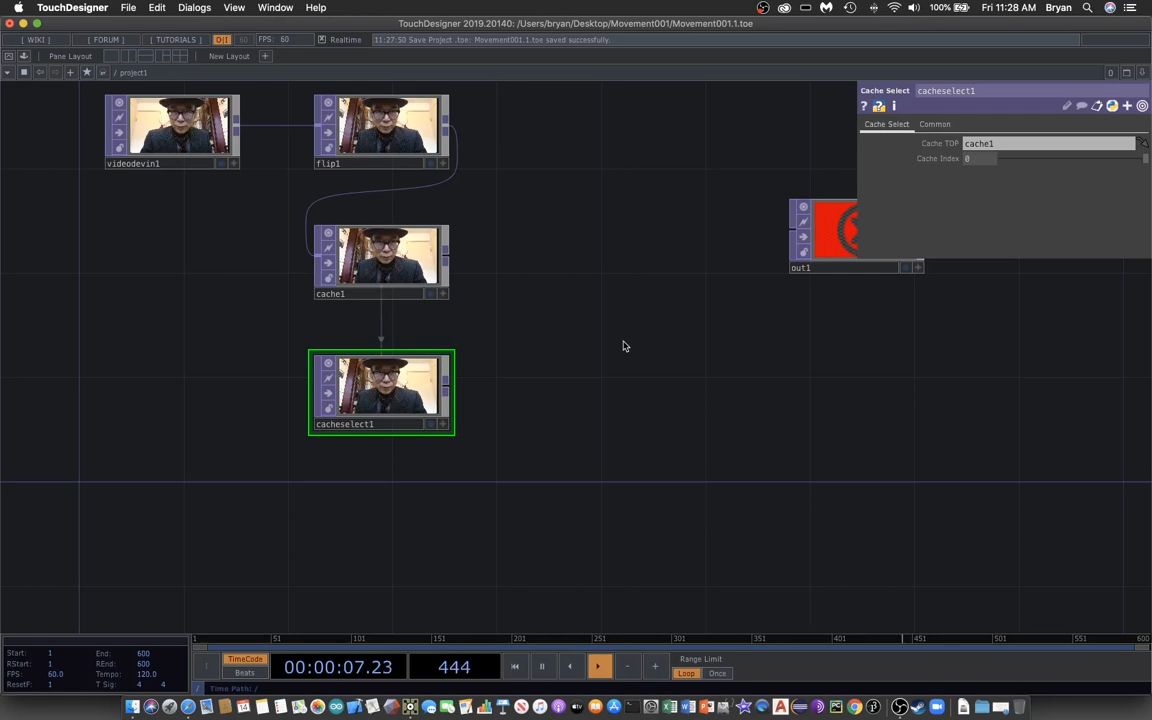 TouchDesigner File Edit Dialogs View Window Help 100% Fri 11:28 AM Bryan
TouchDesigner 2019.20140: /Users/bryan/Desktop/Movement001/Movement001.1.toe
[ WIKI ] [ FORUM ] [ TUTORIALS ] O|I 60 FPS: 60 Realtime 11:27:50 Save Project .toe: Movement001.1.toe saved successfully.
Pane Layout New Layout +
/ project1 0
Cache Select cacheselect1
? ? i
Cache Select Common
Cache TOP cache1
Cache Index 0
videodevin1
flip1
cache1
out1
cacheselect1
1 51 101 151 201 251 301 351 401 451 501 551 600
Start: 1 End: 600
RStart: 1 REnd: 600
FPS: 60.0 Tempo: 120.0
ResetF: 1 T Sig: 4 4
TimeCode
Beats
00:00:07.23 444
- +
Range Limit
Loop Once
/ Time Path: /